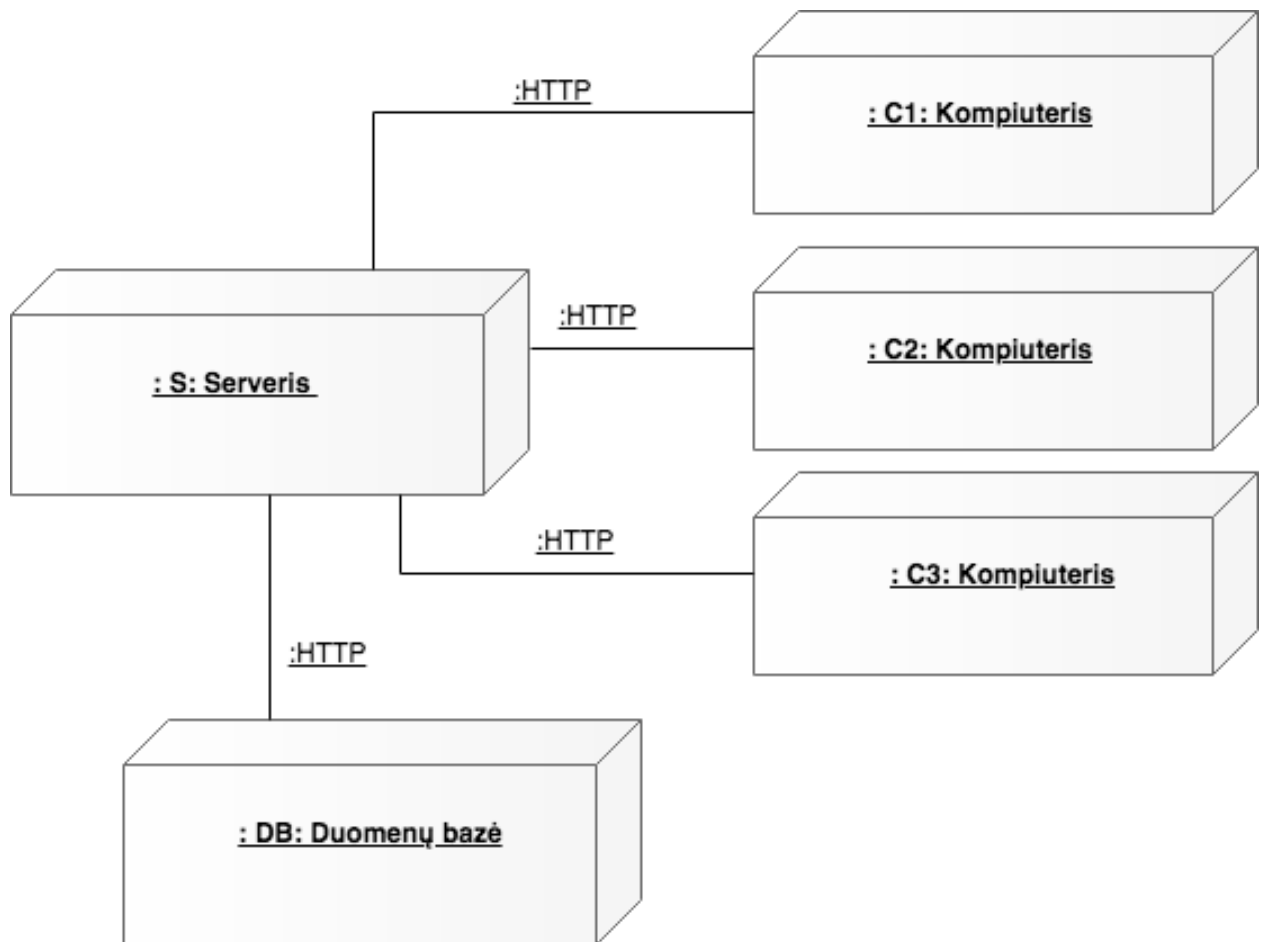 :HTTP
: C1: Kompiuteris
:HTTP
: C2: Kompiuteris
: S: Serveris
:HTTP
: C3: Kompiuteris
:HTTP
: DB: Duomenų bazė